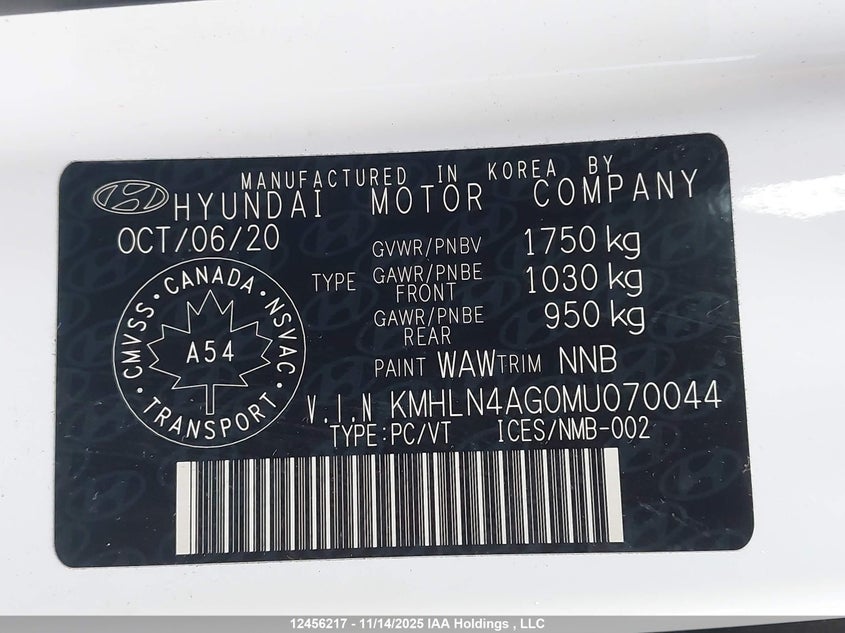 MANUFACTURED IN KOREA BY
HYUNDAI MOTOR COMPANY
OCT/06/20
GVWR/PNBV 1750 kg
TYPE GAWR/PNBE FRONT 1030 kg
GAWR/PNBE REAR 950 kg
PAINT WAW TRIM NNB
CMVSS · CANADA · NSVAC
A54
TRANSPORT
V.I.N KMHLN4AG0MU070044
TYPE:PC/VT ICES/NMB-002
12456217 - 11/14/2025 IAA Holdings , LLC